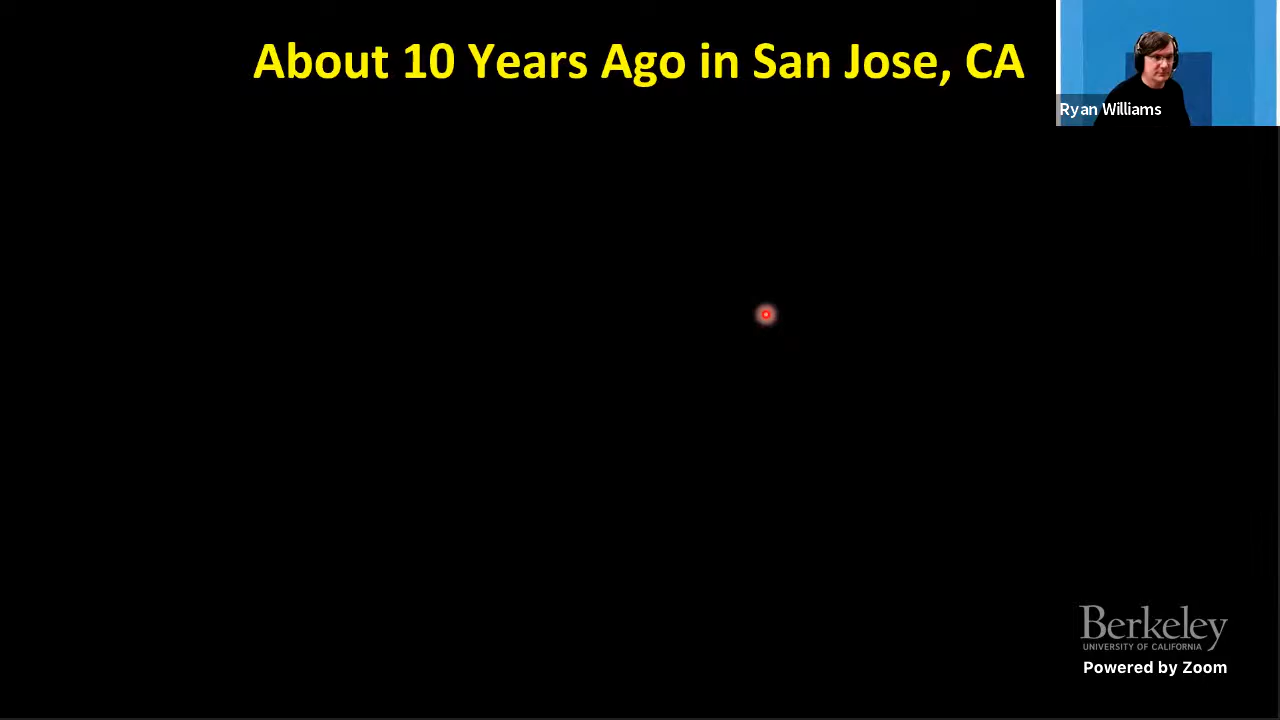 About 10 Years Ago in San Jose, CA
Ryan Williams
Berkeley
UNIVERSITY OF CALIFORNIA
Powered by Zoom